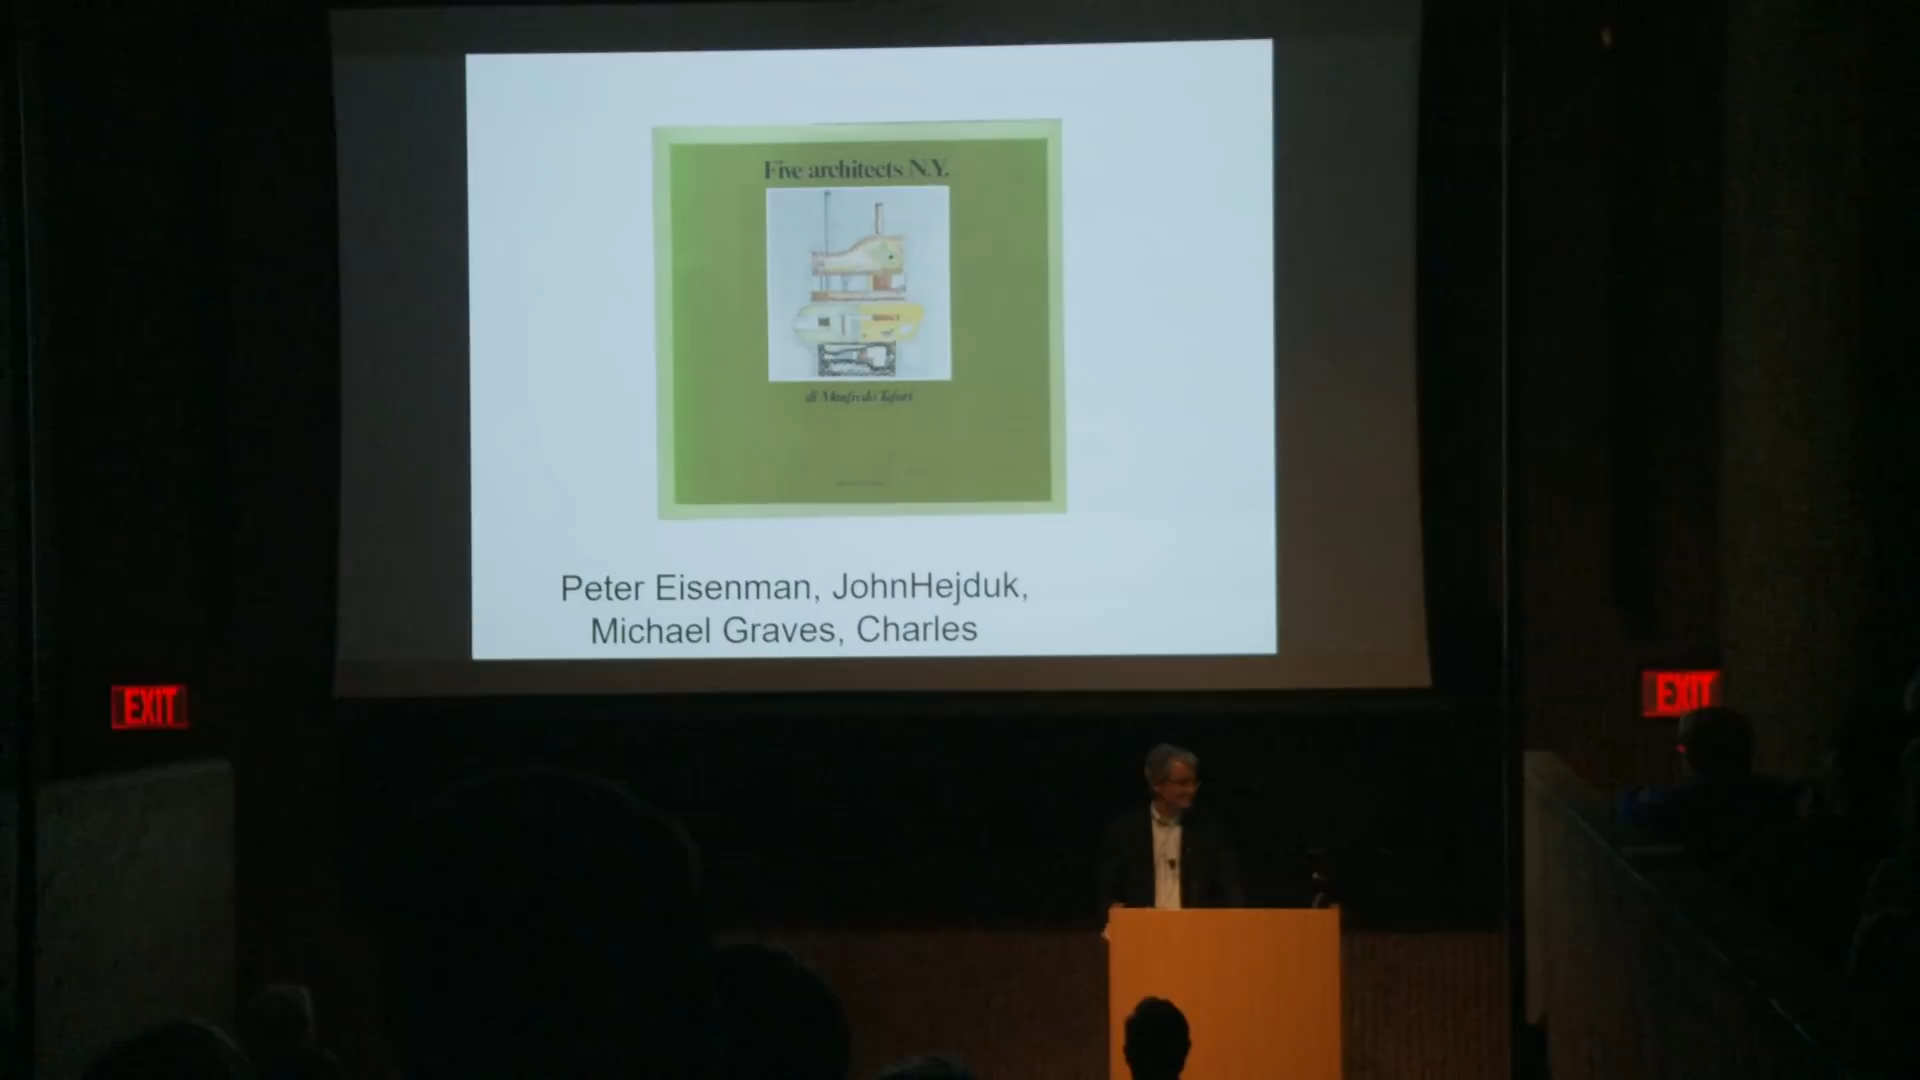 Five architects N.Y.
di Manfredo Tafuri
Peter Eisenman, JohnHejduk,
Michael Graves, Charles
EXIT
EXIT